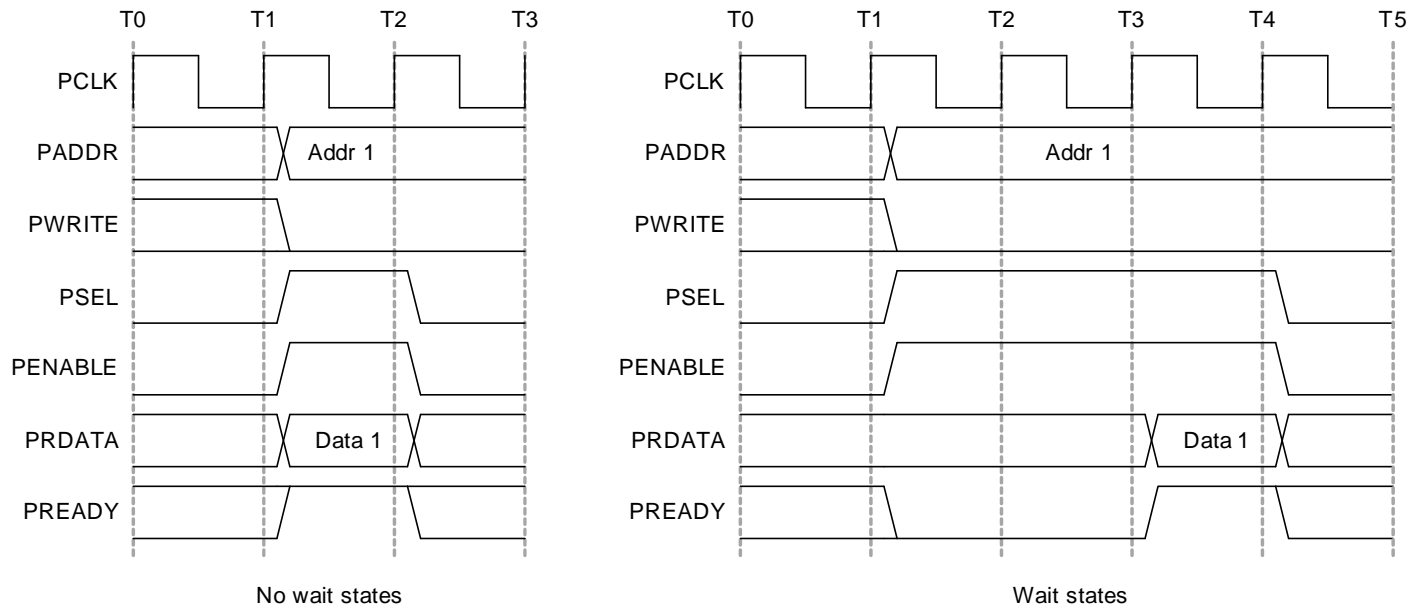 T0 T1 T2 T3
PCLK
PADDR Addr 1
PWRITE
PSEL
PENABLE
PRDATA Data 1
PREADY
No wait states
T0 T1 T2 T3 T4 T5
PCLK
PADDR Addr 1
PWRITE
PSEL
PENABLE
PRDATA Data 1
PREADY
Wait states